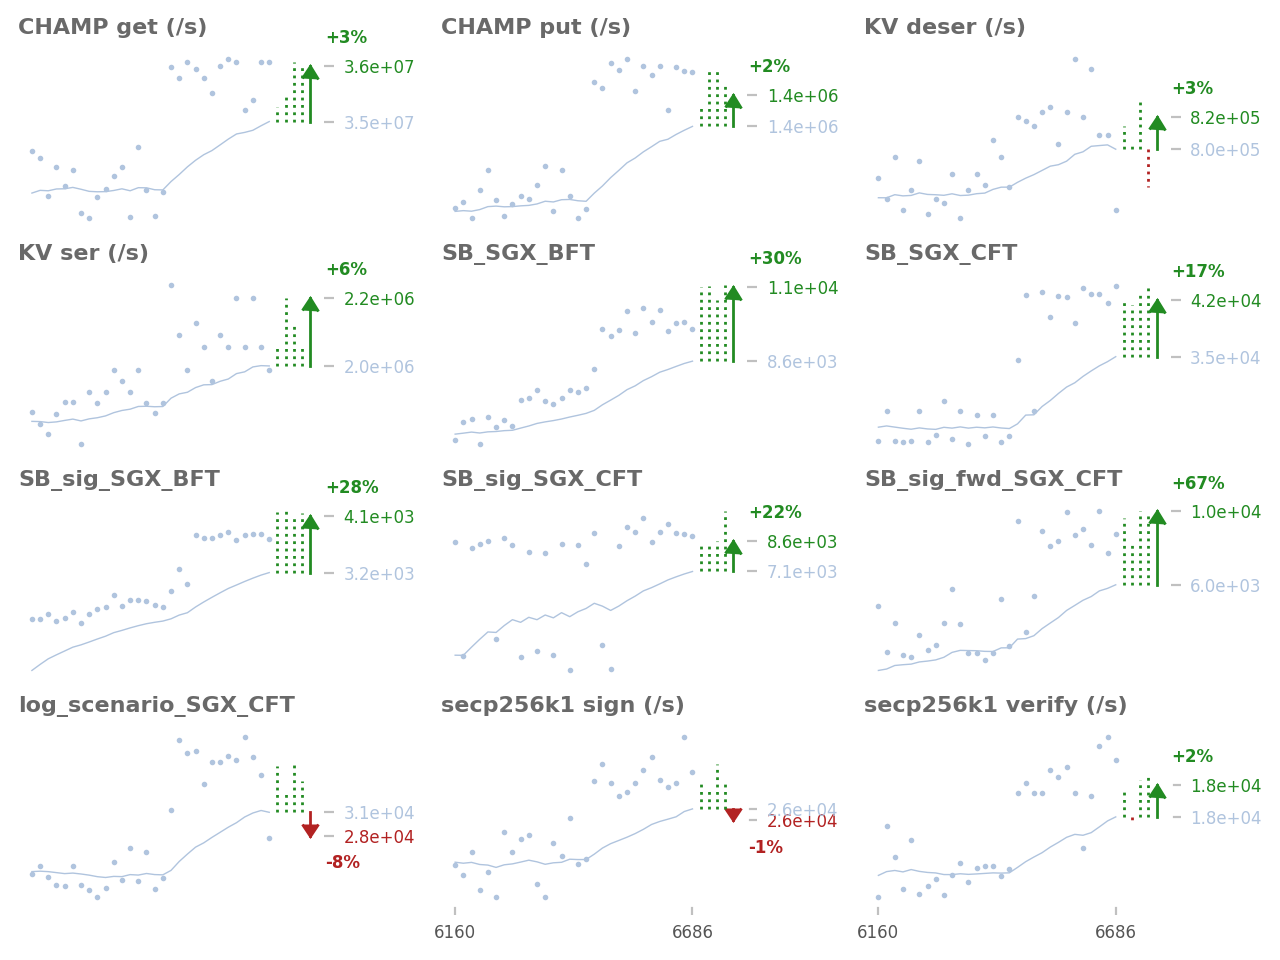 CHAMP get (/s)
+3%
3.6e+07
3.5e+07
CHAMP put (/s)
+2%
1.4e+06
1.4e+06
KV deser (/s)
+3%
8.2e+05
8.0e+05
KV ser (/s)
+6%
2.2e+06
2.0e+06
SB_SGX_BFT
+30%
1.1e+04
8.6e+03
SB_SGX_CFT
+17%
4.2e+04
3.5e+04
SB_sig_SGX_BFT
+28%
4.1e+03
3.2e+03
SB_sig_SGX_CFT
+22%
8.6e+03
7.1e+03
SB_sig_fwd_SGX_CFT
+67%
1.0e+04
6.0e+03
log_scenario_SGX_CFT
3.1e+04
2.8e+04
-8%
secp256k1 sign (/s)
2.6e+04
2.6e+04
-1%
6160
6686
secp256k1 verify (/s)
+2%
1.8e+04
1.8e+04
6160
6686